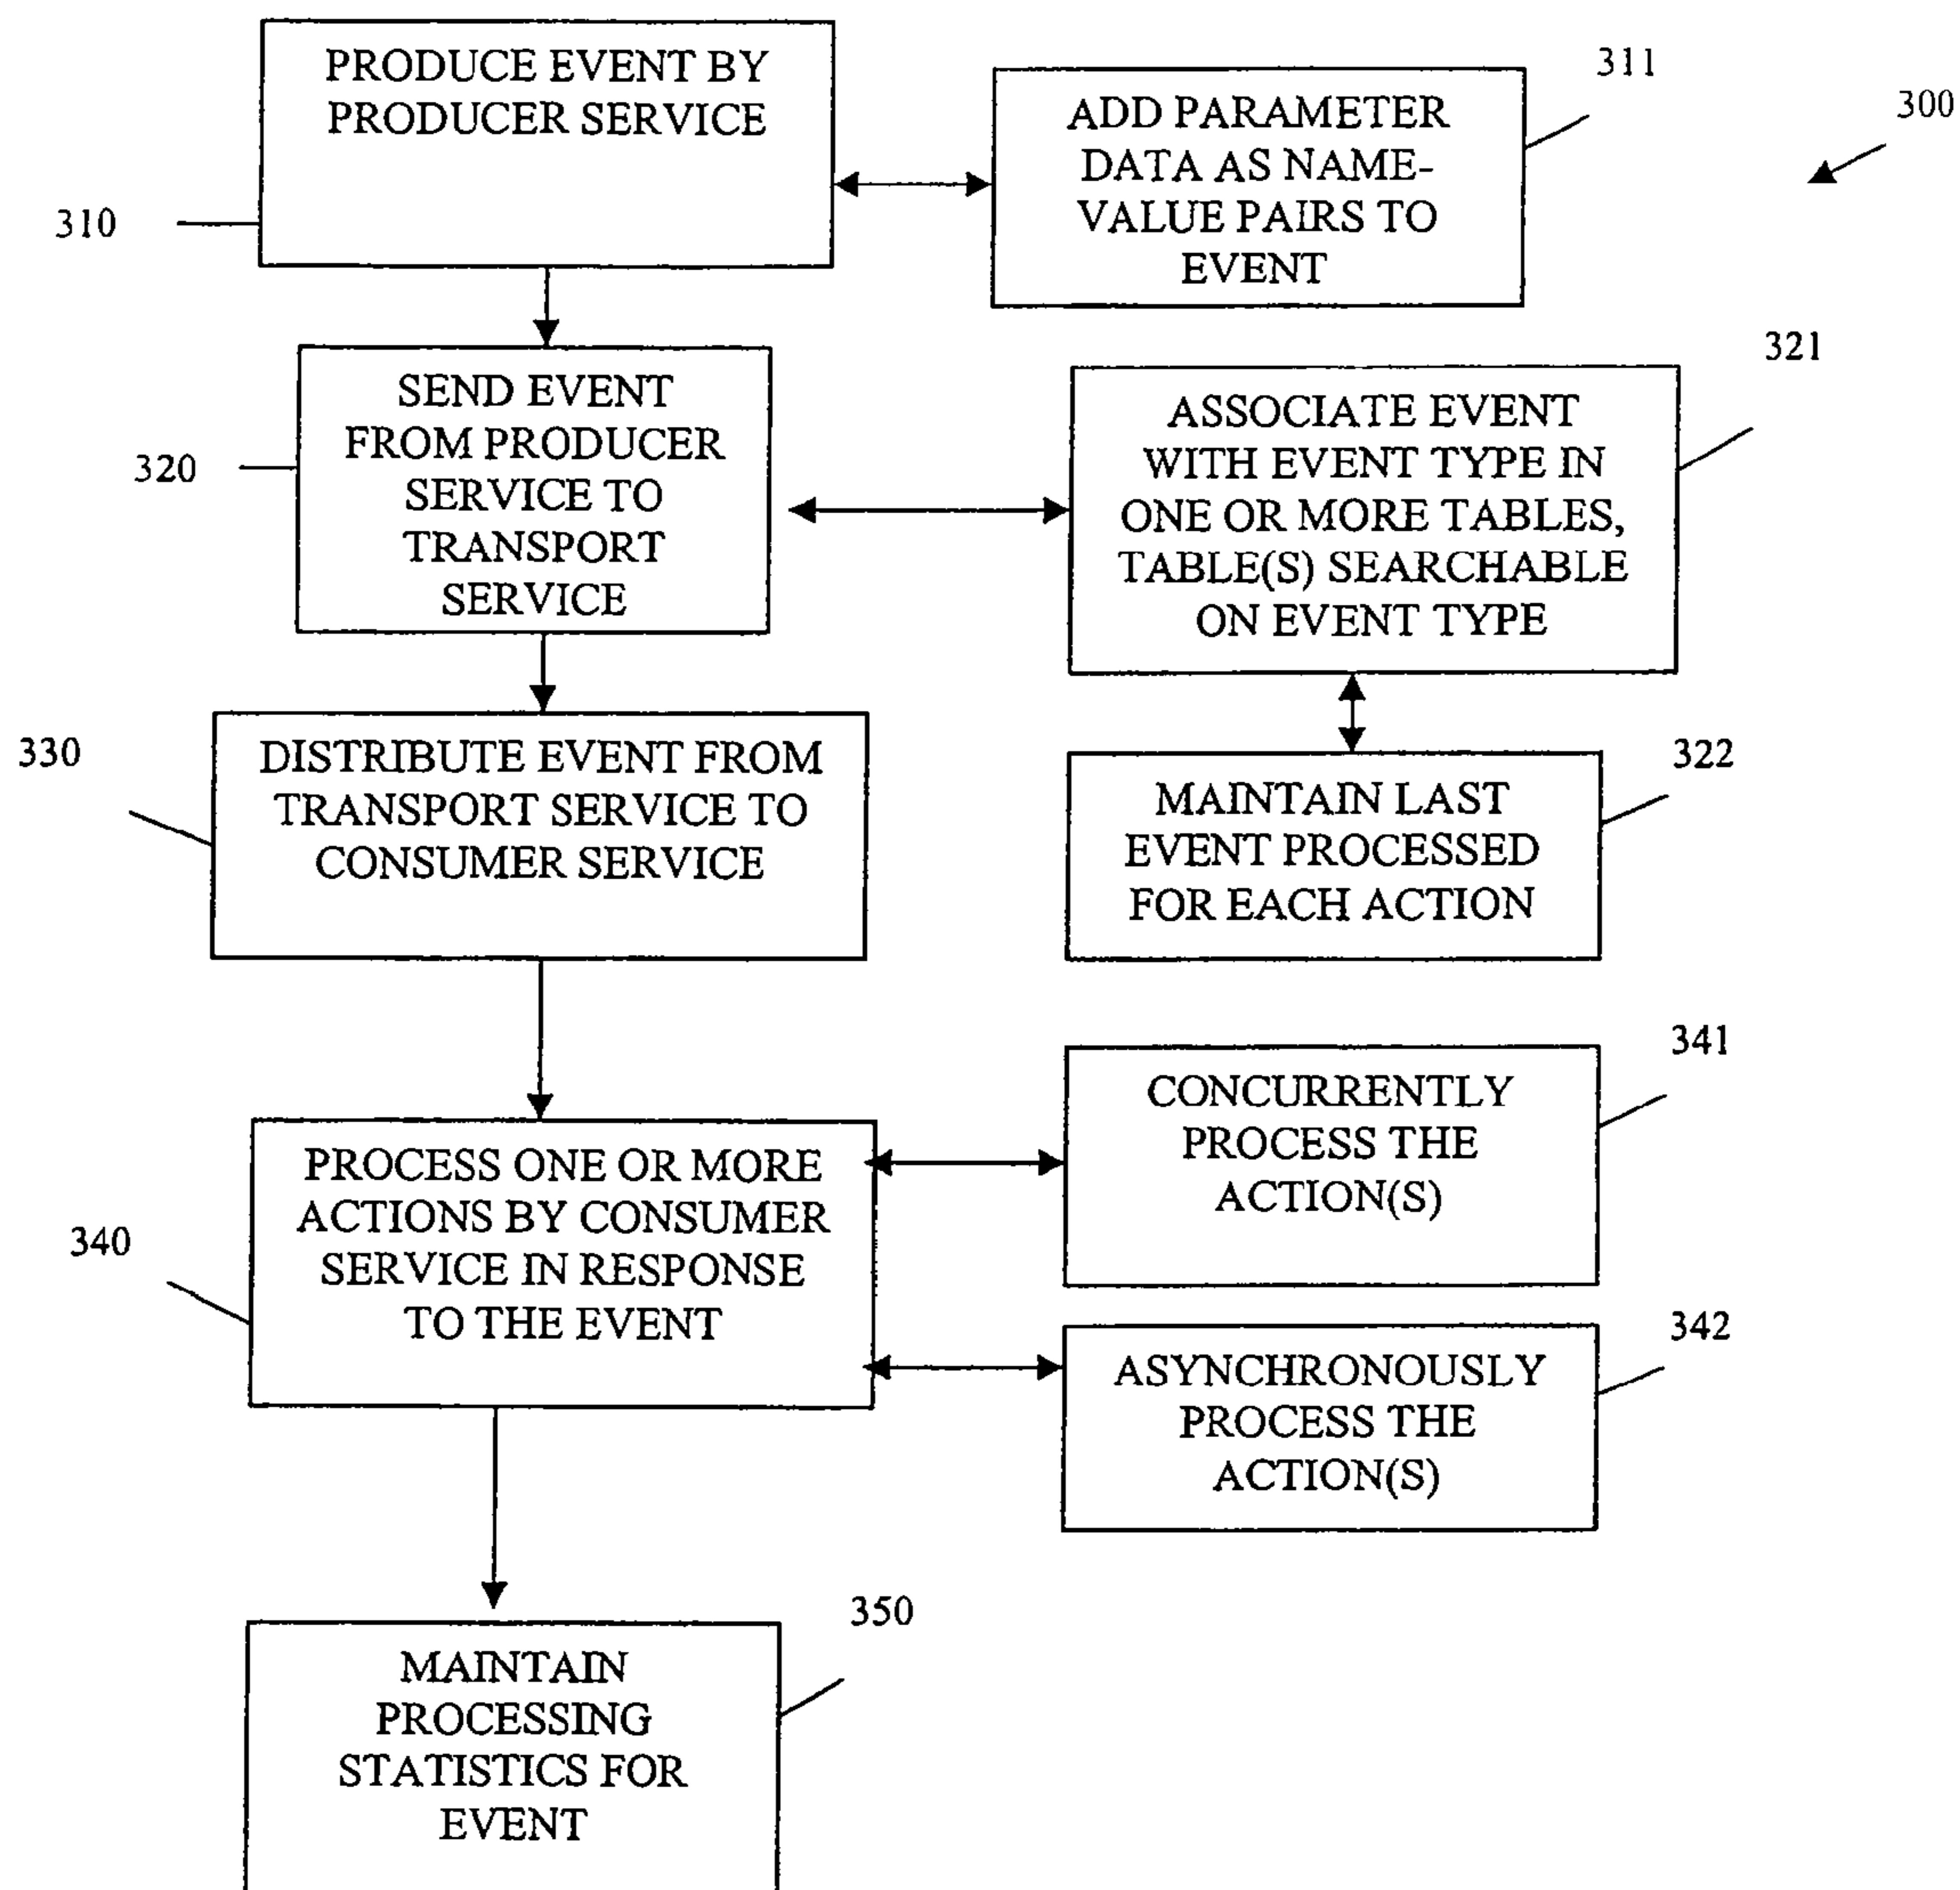 PRODUCE EVENT BY
PRODUCER SERVICE
310
311
ADD PARAMETER
DATA AS NAME-
VALUE PAIRS TO
EVENT
300
SEND EVENT
FROM PRODUCER
SERVICE TO
TRANSPORT
SERVICE
320
321
ASSOCIATE EVENT
WITH EVENT TYPE IN
ONE OR MORE TABLES,
TABLE(S) SEARCHABLE
ON EVENT TYPE
330
DISTRIBUTE EVENT FROM
TRANSPORT SERVICE TO
CONSUMER SERVICE
322
MAINTAIN LAST
EVENT PROCESSED
FOR EACH ACTION
341
CONCURRENTLY
PROCESS THE
ACTION(S)
PROCESS ONE OR MORE
ACTIONS BY CONSUMER
SERVICE IN RESPONSE
TO THE EVENT
340
342
ASYNCHRONOUSLY
PROCESS THE
ACTION(S)
350
MAINTAIN
PROCESSING
STATISTICS FOR
EVENT